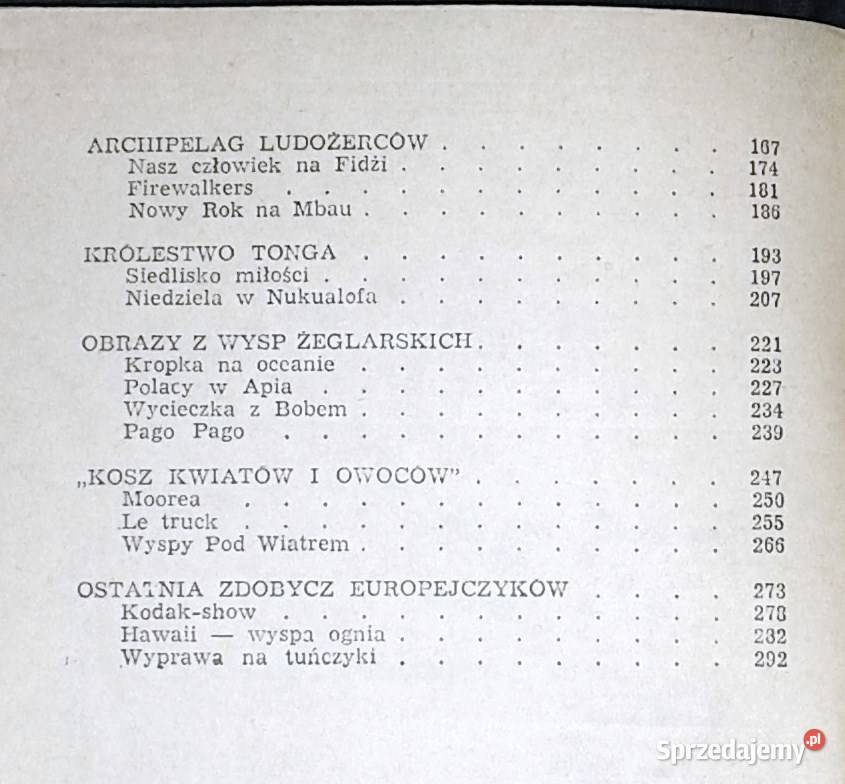 ARCHIPELAG LUDOŻERCÓW . . . . . . . . 167
Nasz człowiek na Fidżi . . . . . . . . . 174
Firewalkers . . . . . . . . . . . . 181
Nowy Rok na Mbau . . . . . . . . . . 186
KRÓLESTWO TONGA . . . . . . . . . . 193
Siedlisko miłości . . . . . . . . . . . 197
Niedziela w Nukualofa . . . . . . . . . 207
OBRAZY Z WYSP ŻEGLARSKICH . . . . . . . 221
Kropka na oceanie . . . . . . . . . . 223
Polacy w Apia . . . . . . . . . . . 227
Wycieczka z Bobem . . . . . . . . . . 234
Pago Pago . . . . . . . . . . . . 239
„KOSZ KWIATÓW I OWOCÓW” . . . . . . . 247
Moorea . . . . . . . . . . . . . 250
Le truck . . . . . . . . . . . . . 255
Wyspy Pod Wiatrem . . . . . . . . . . 266
OSTATNIA ZDOBYCZ EUROPEJCZYKÓW . . . . 273
Kodak-show . . . . . . . . . . . . 278
Hawaii — wyspa ognia . . . . . . . . . 282
Wyprawa na tuńczyki . . . . . . . . . 292
Sprzedajemy.pl